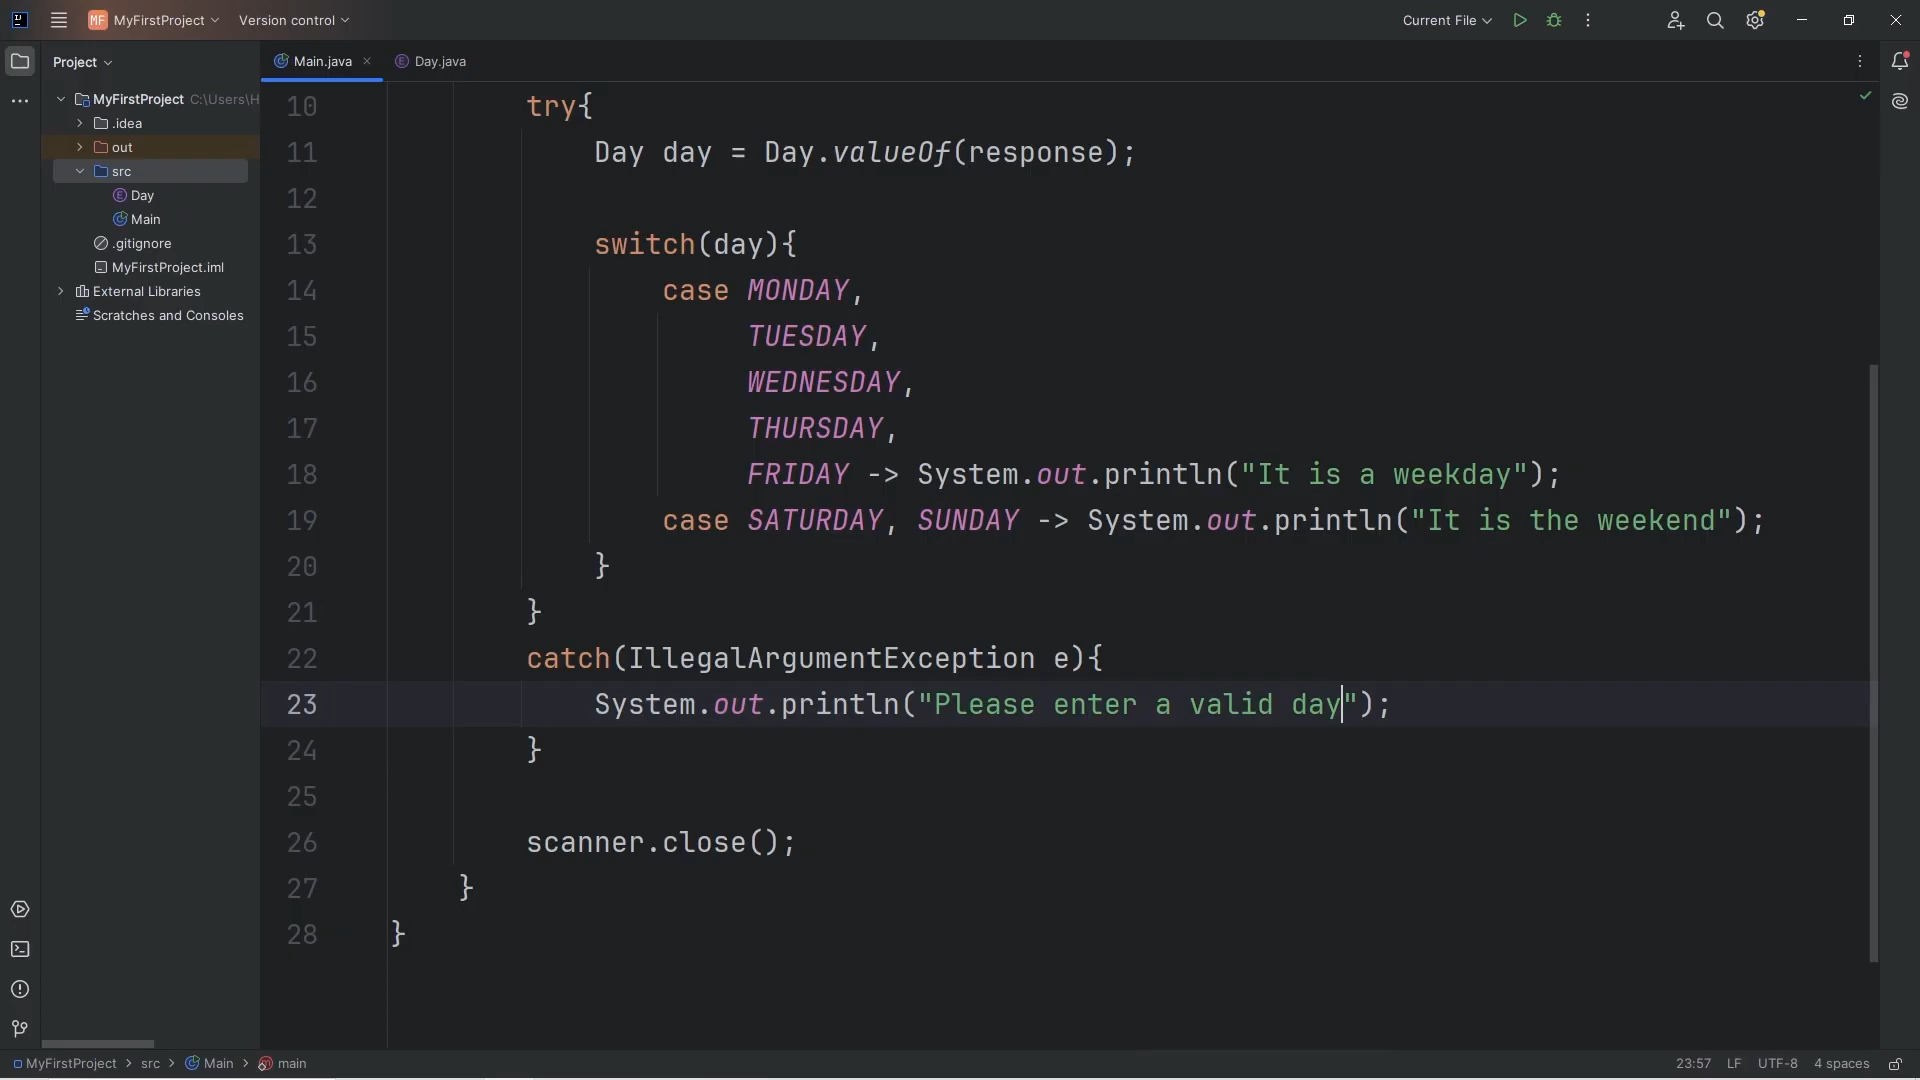 MF MyFirstProject Version control Current File
Project Main.java Day.java
MyFirstProject C:\Users\H
.idea
out
src
Day
Main
.gitignore
MyFirstProject.iml
External Libraries
Scratches and Consoles
10 try{
11 Day day = Day.valueOf(response);
12
13 switch(day){
14 case MONDAY,
15 TUESDAY,
16 WEDNESDAY,
17 THURSDAY,
18 FRIDAY -> System.out.println("It is a weekday");
19 case SATURDAY, SUNDAY -> System.out.println("It is the weekend");
20 }
21 }
22 catch(IllegalArgumentException e){
23 System.out.println("Please enter a valid day");
24 }
25
26 scanner.close();
27 }
28 }
MyFirstProject > src > Main > main 23:57 LF UTF-8 4 spaces